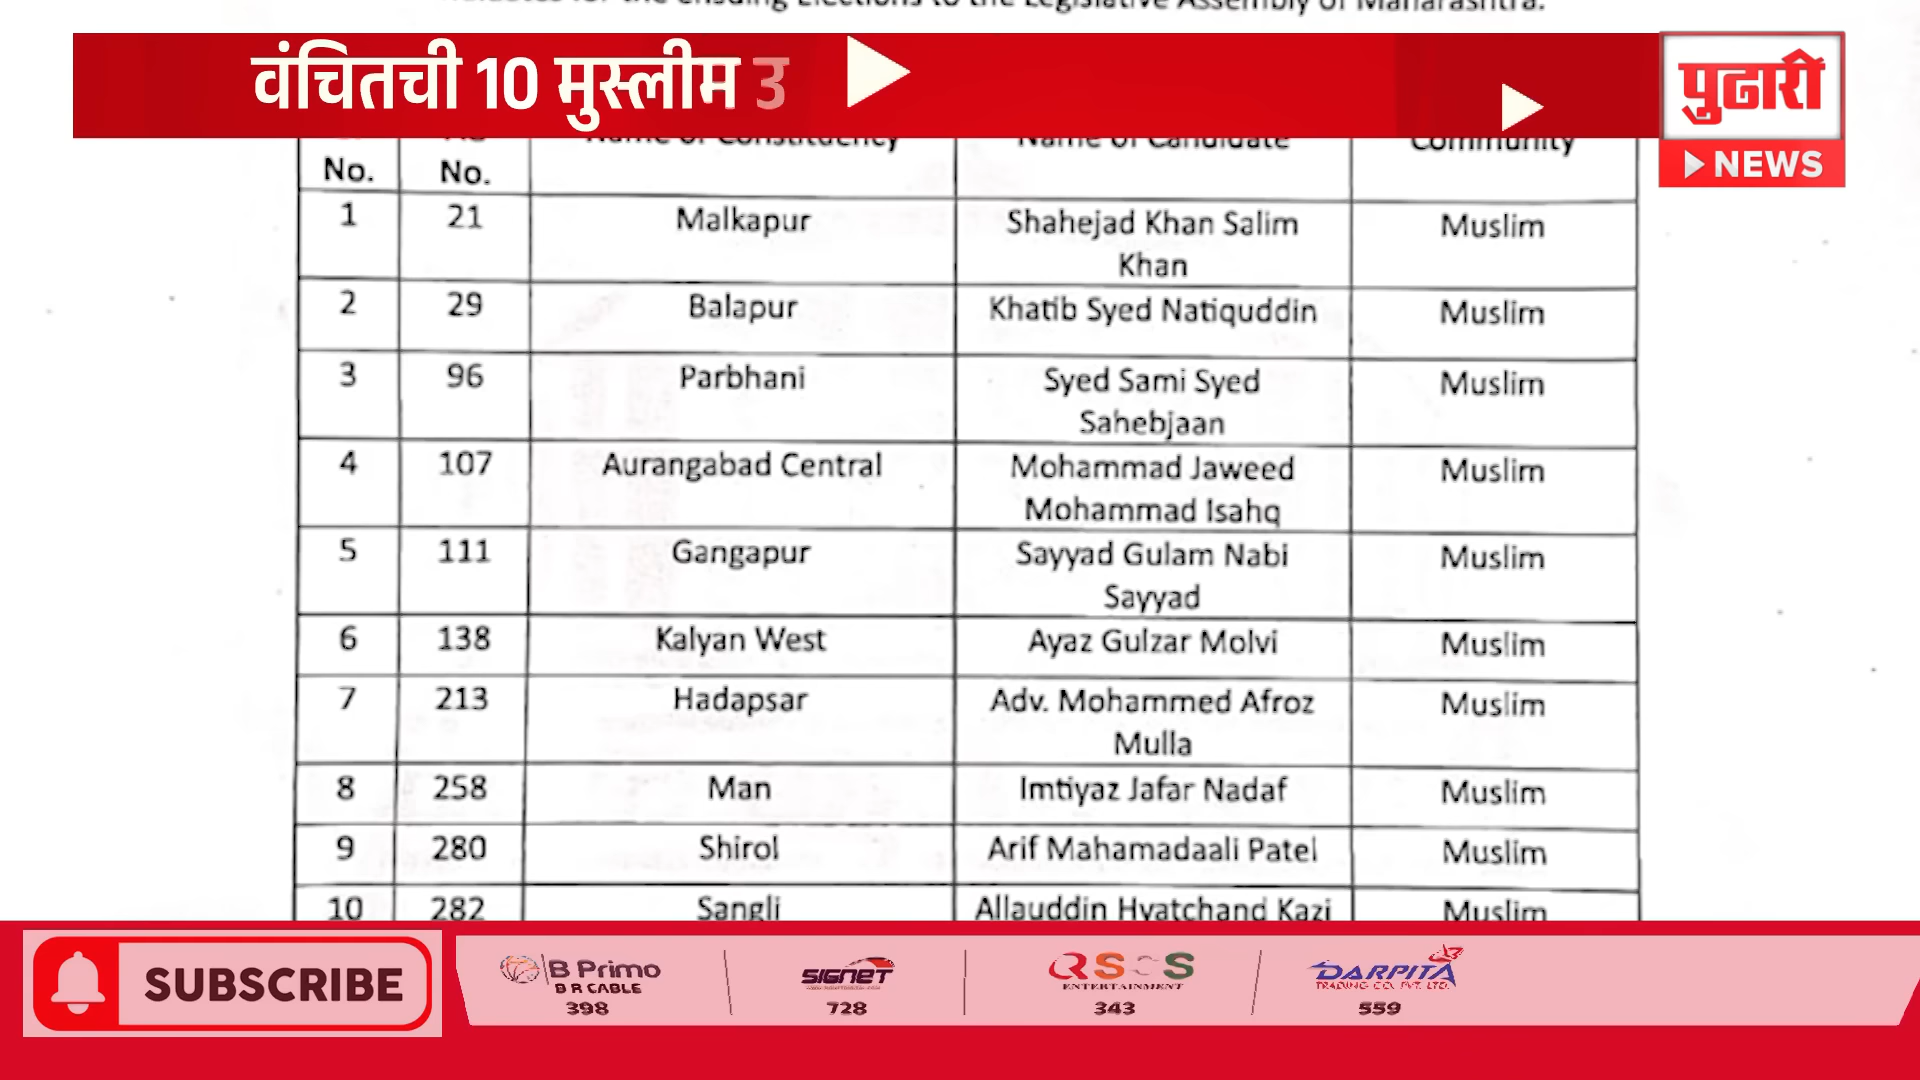 Elections to the Legislative Assembly of Maharashtra.
वंचितची 10 मुस्लीम उ
पुढारी
NEWS
No. No. Name of Constituency Name of Candidate Community
1 21 Malkapur Shahejad Khan Salim Khan Muslim
2 29 Balapur Khatib Syed Natiquddin Muslim
3 96 Parbhani Syed Sami Syed Sahebjaan Muslim
4 107 Aurangabad Central Mohammad Jaweed Mohammad Isahq Muslim
5 111 Gangapur Sayyad Gulam Nabi Sayyad Muslim
6 138 Kalyan West Ayaz Gulzar Molvi Muslim
7 213 Hadapsar Adv. Mohammed Afroz Mulla Muslim
8 258 Man Imtiyaz Jafar Nadaf Muslim
9 280 Shirol Arif Mahamadaali Patel Muslim
10 282 Sangli Allauddin Hyatchand Kazi Muslim
SUBSCRIBE
B Primo
B R CABLE
398
SIGNET
728
RSCS
ENTERTAINMENT
343
DARPITA
TRADING CO. PVT. LTD.
559